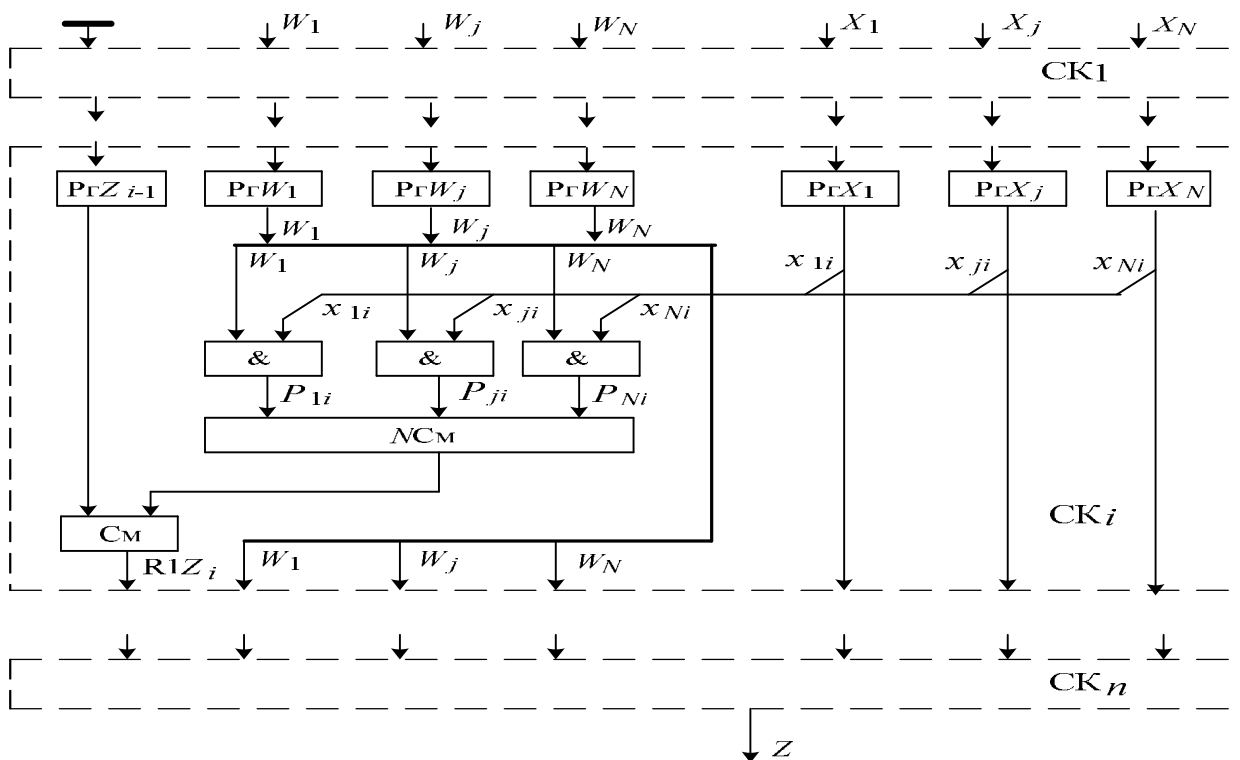 W1 Wj WN X1 Xj XN
СК1
РгZ i-1 РгW1 РгWj РгWN РгX1 РгXj РгXN
W1 Wj WN
W1 Wj WN x 1i x ji x Ni
x 1i x ji x Ni
& & &
P 1i P ji P Ni
NСм
См СКi
R1Z i W1 Wj WN
СКn
Z